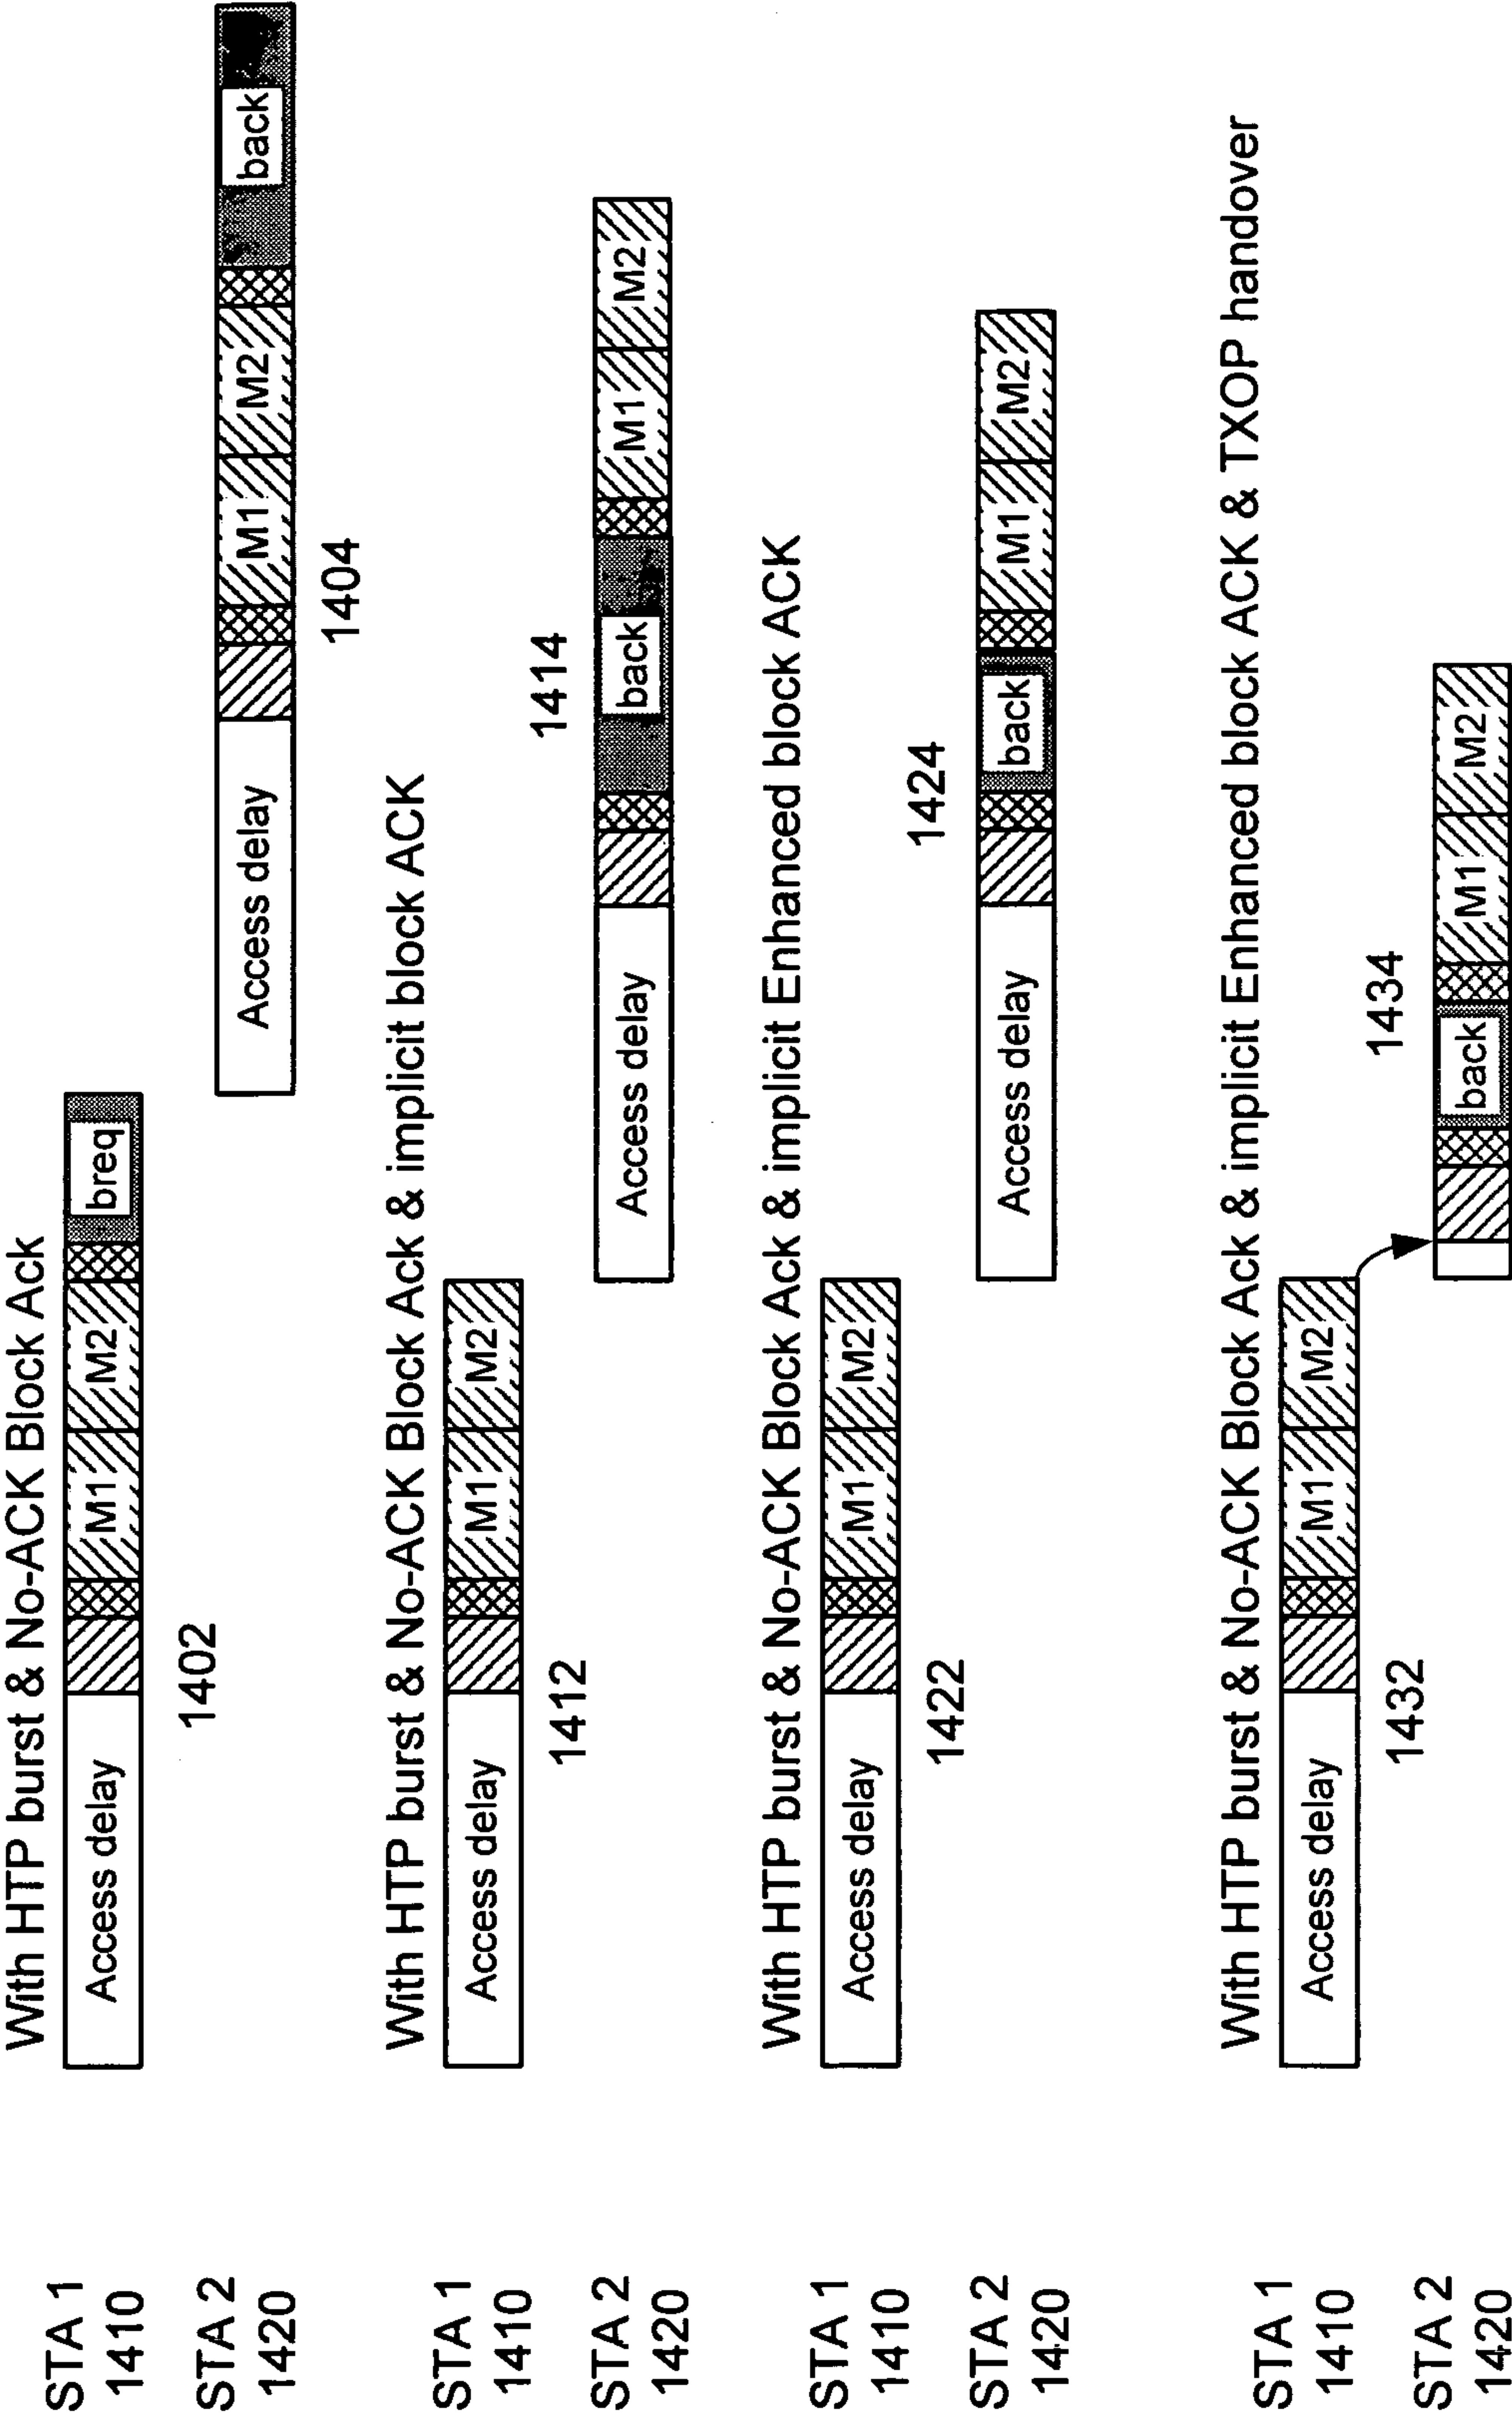 With HTP burst & No-ACK Block Ack
STA 1
1410
Access delay
M1
M2
breq
1402
STA 2
1420
Access delay
M1
M2
back
1404
With HTP burst & No-ACK Block Ack & implicit block ACK
STA 1
1410
Access delay
M1
M2
1412
1414
STA 2
1420
Access delay
back
M1
M2
With HTP burst & No-ACK Block Ack & implicit Enhanced block ACK
STA 1
1410
Access delay
M1
M2
1422
1424
STA 2
1420
Access delay
back
M1
M2
With HTP burst & No-ACK Block Ack & implicit Enhanced block ACK & TXOP handover
STA 1
1410
Access delay
M1
M2
1432
1434
STA 2
1420
back
M1
M2